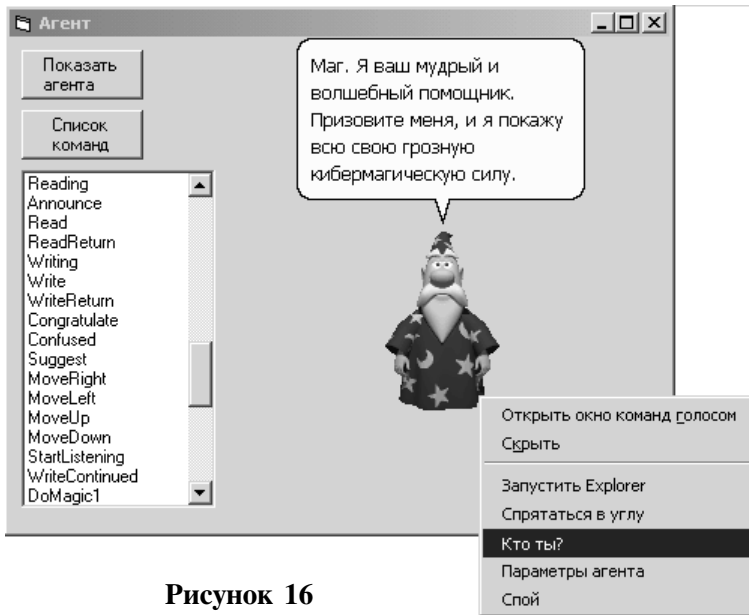 Агент
Показать
агента
Список
команд
Маг. Я ваш мудрый и
волшебный помощник.
Призовите меня, и я покажу
всю свою грозную
кибермагическую силу.
Reading
Announce
Read
ReadReturn
Writing
Write
WriteReturn
Congratulate
Confused
Suggest
MoveRight
MoveLeft
MoveUp
MoveDown
StartListening
WriteContinued
DoMagic1
Открыть окно команд голосом
Скрыть
Запустить Explorer
Спрятаться в углу
Кто ты?
Параметры агента
Спой
Рисунок 16